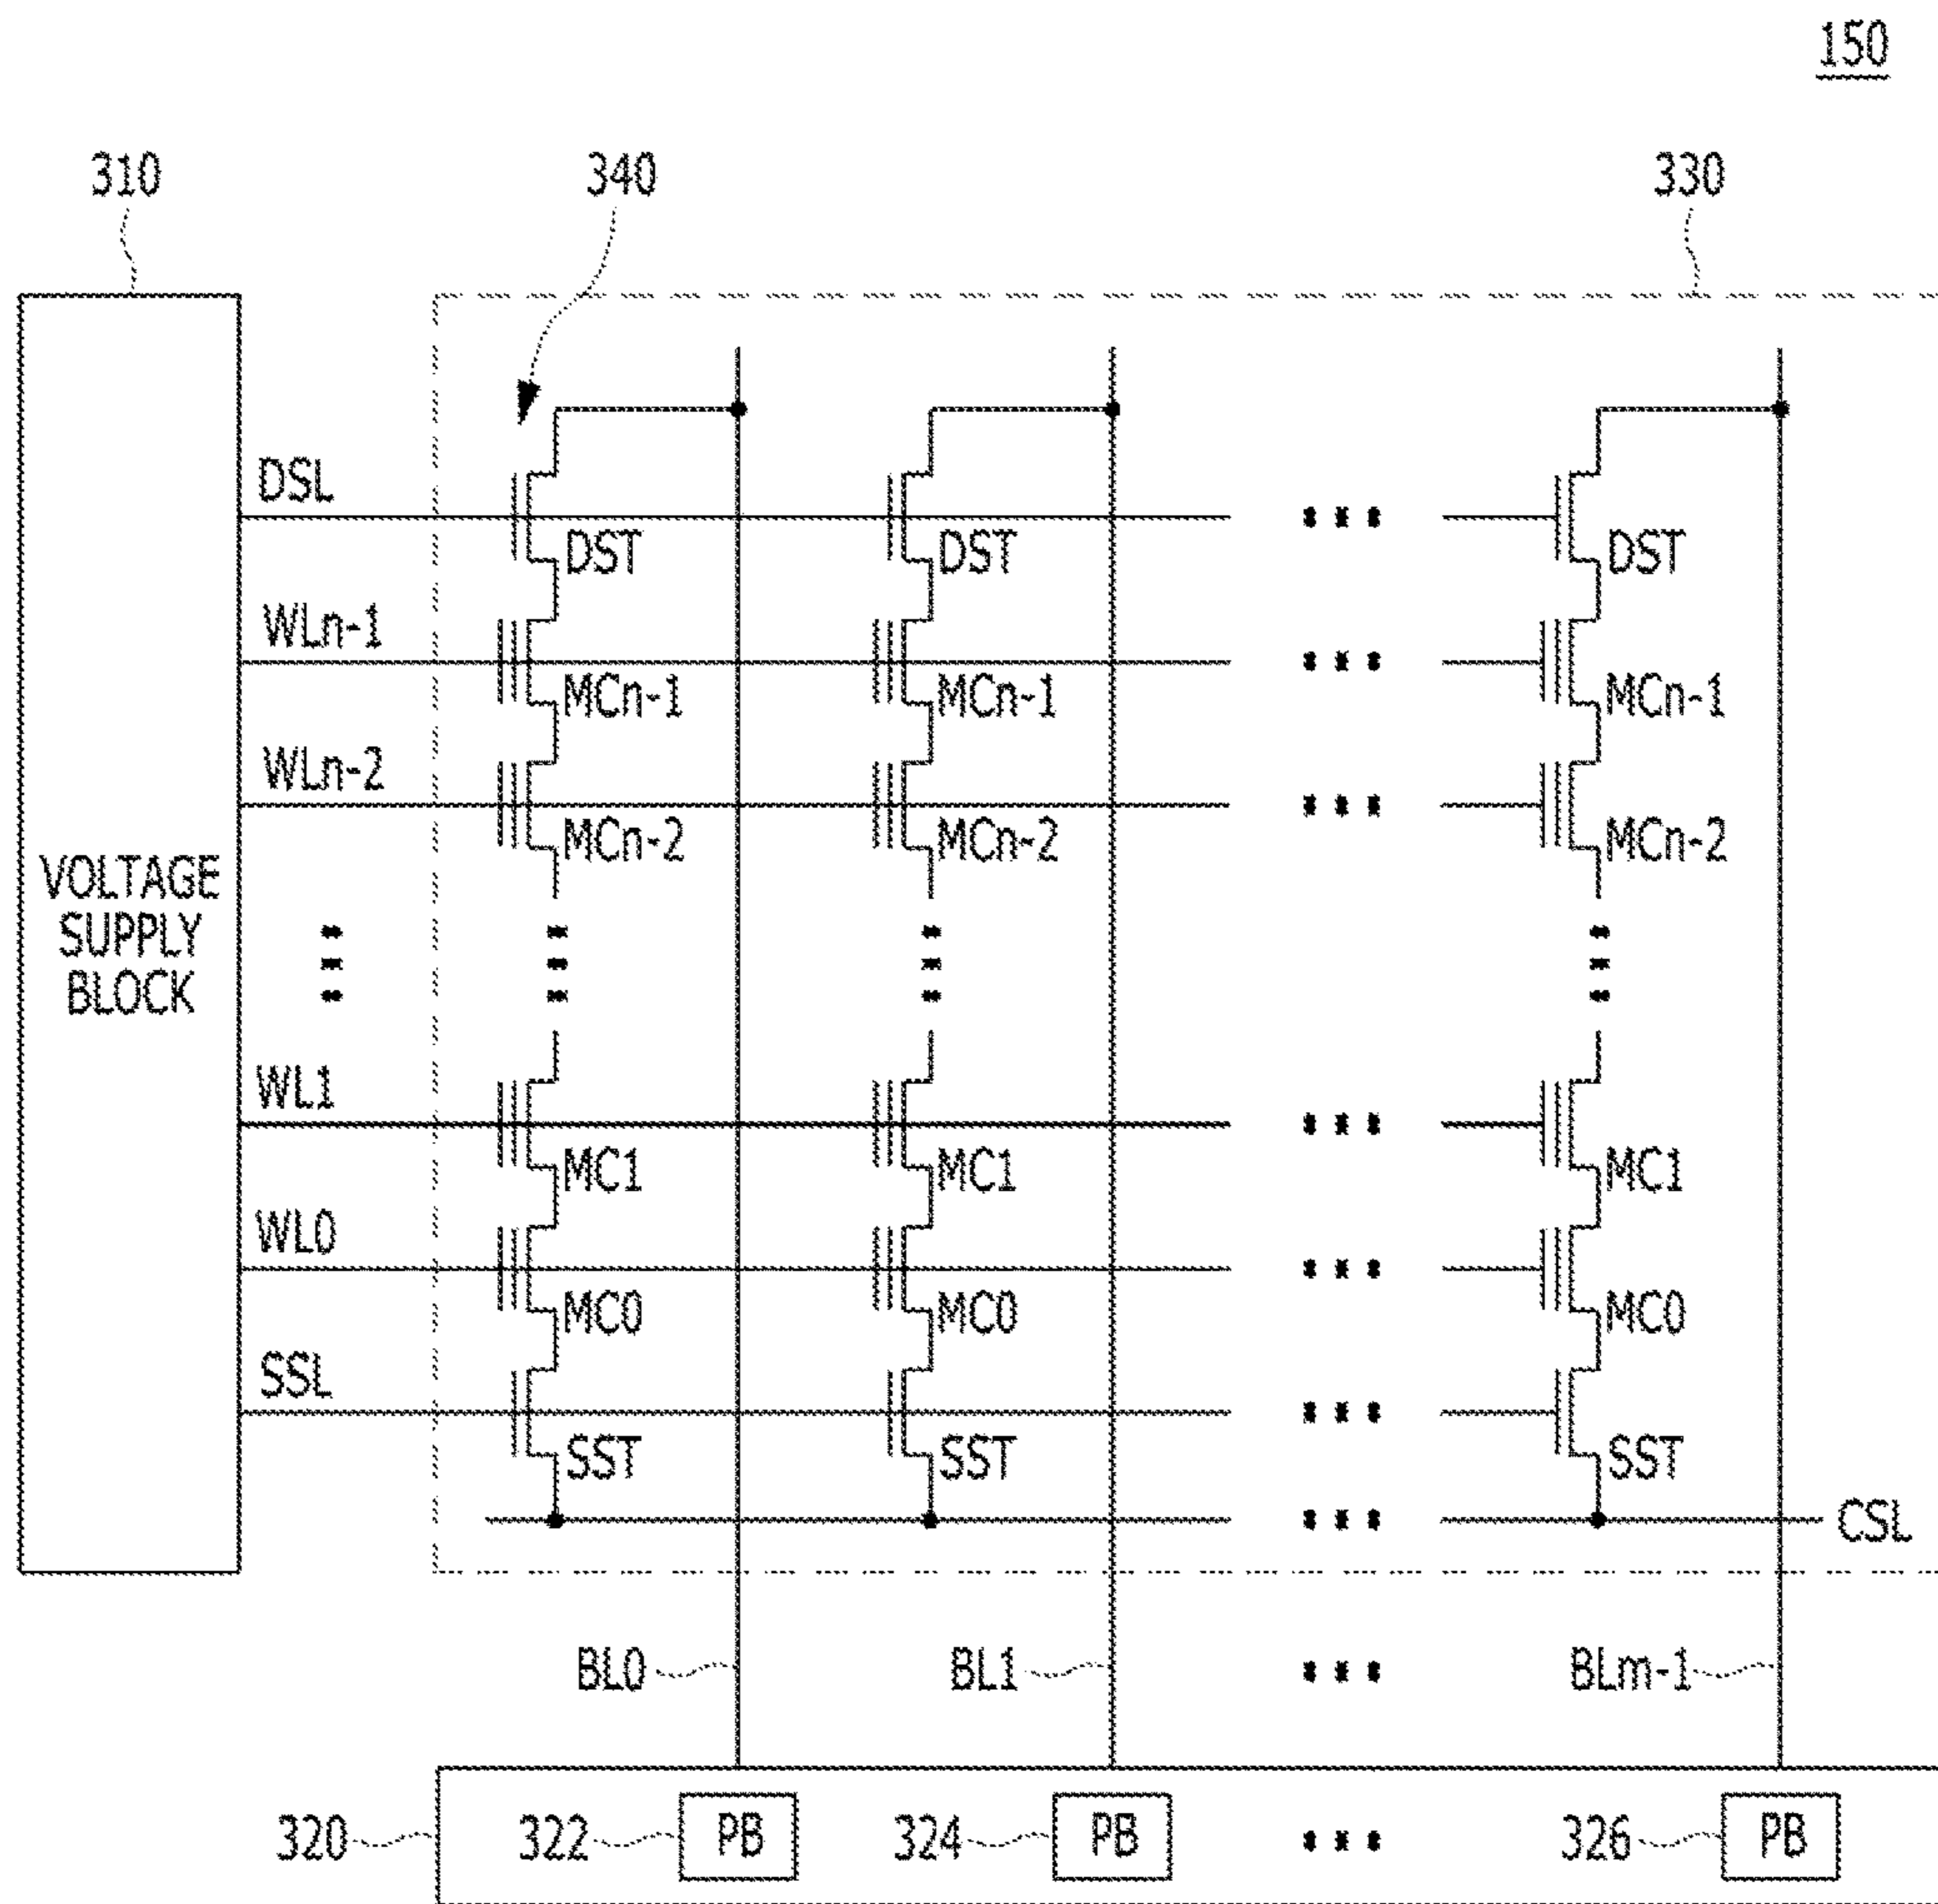 150
310 340 330
DSL
DST DST DST
WLn-1
MCn-1 MCn-1 MCn-1
WLn-2
MCn-2 MCn-2 MCn-2
VOLTAGE
SUPPLY
BLOCK
WL1
MC1 MC1 MC1
WL0
MC0 MC0 MC0
SSL
SST SST SST
CSL
BL0 BL1 BLm-1
320 322 PB 324 PB 326 PB